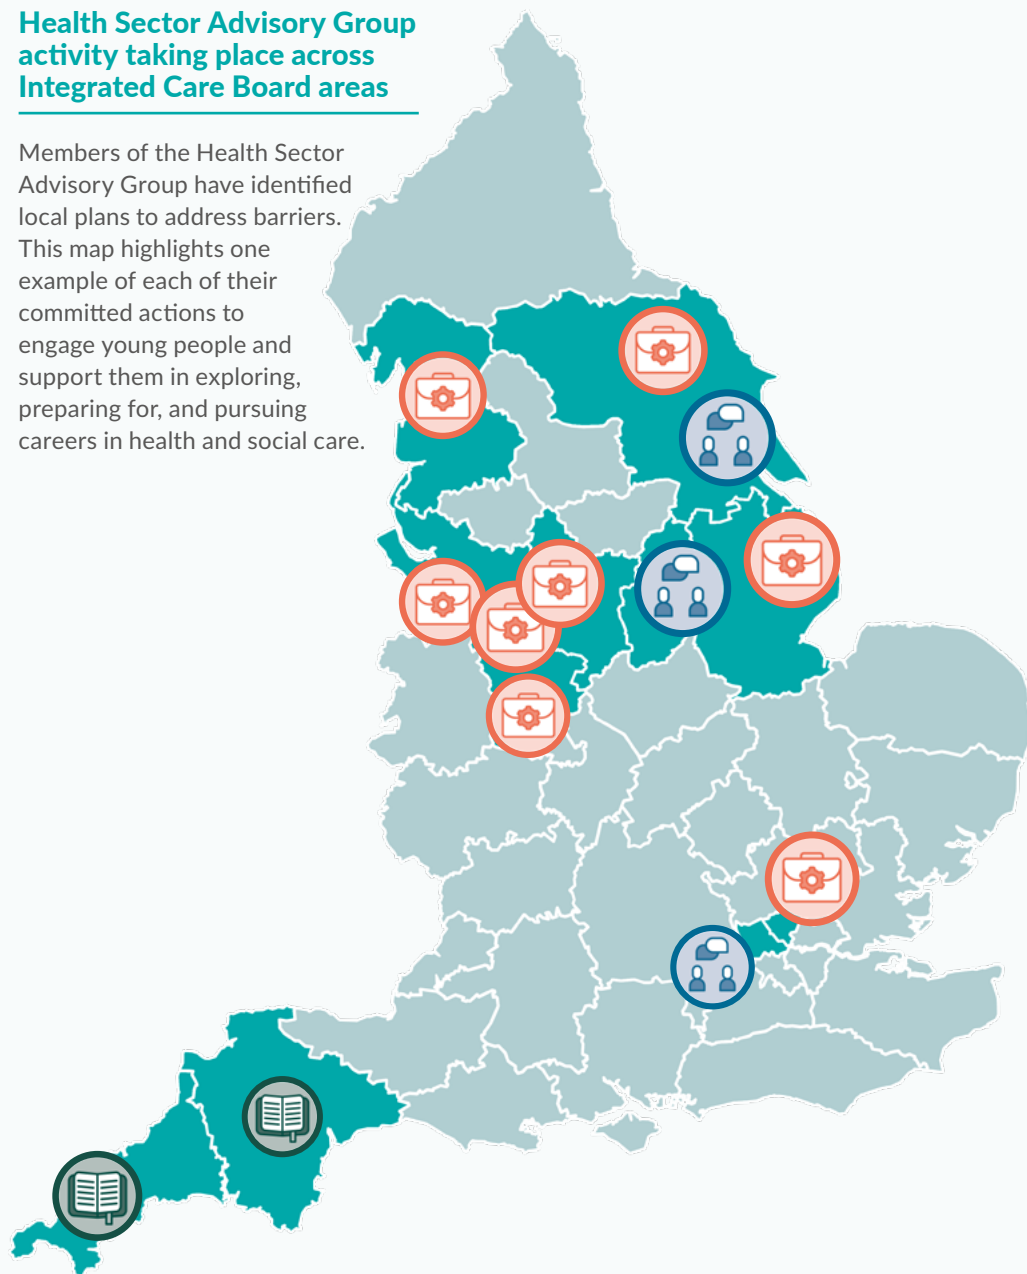 Health Sector Advisory Group
activity taking place across
Integrated Care Board areas
Members of the Health Sector
Advisory Group have identified
local plans to address barriers.
This map highlights one
example of each of their
committed actions to
engage young people and
support them in exploring,
preparing for, and pursuing
careers in health and social care.